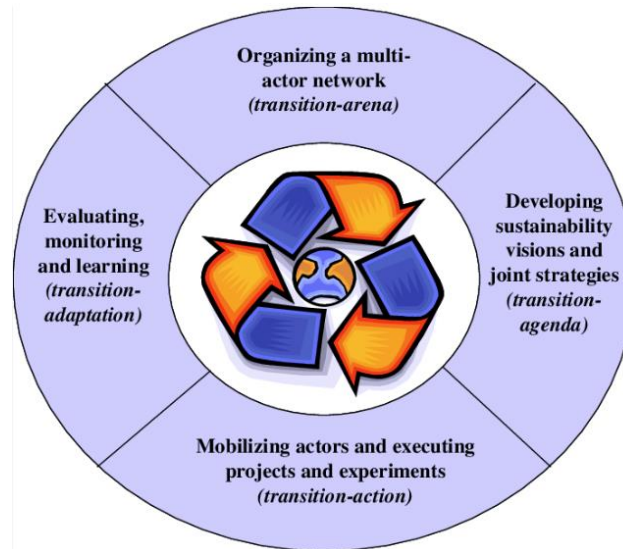 Organizing a multi-
actor network
(transition-arena)
Developing
sustainability
visions and
joint strategies
(transition-
agenda)
Mobilizing actors and executing
projects and experiments
(transition-action)
Evaluating,
monitoring
and learning
(transition-
adaptation)